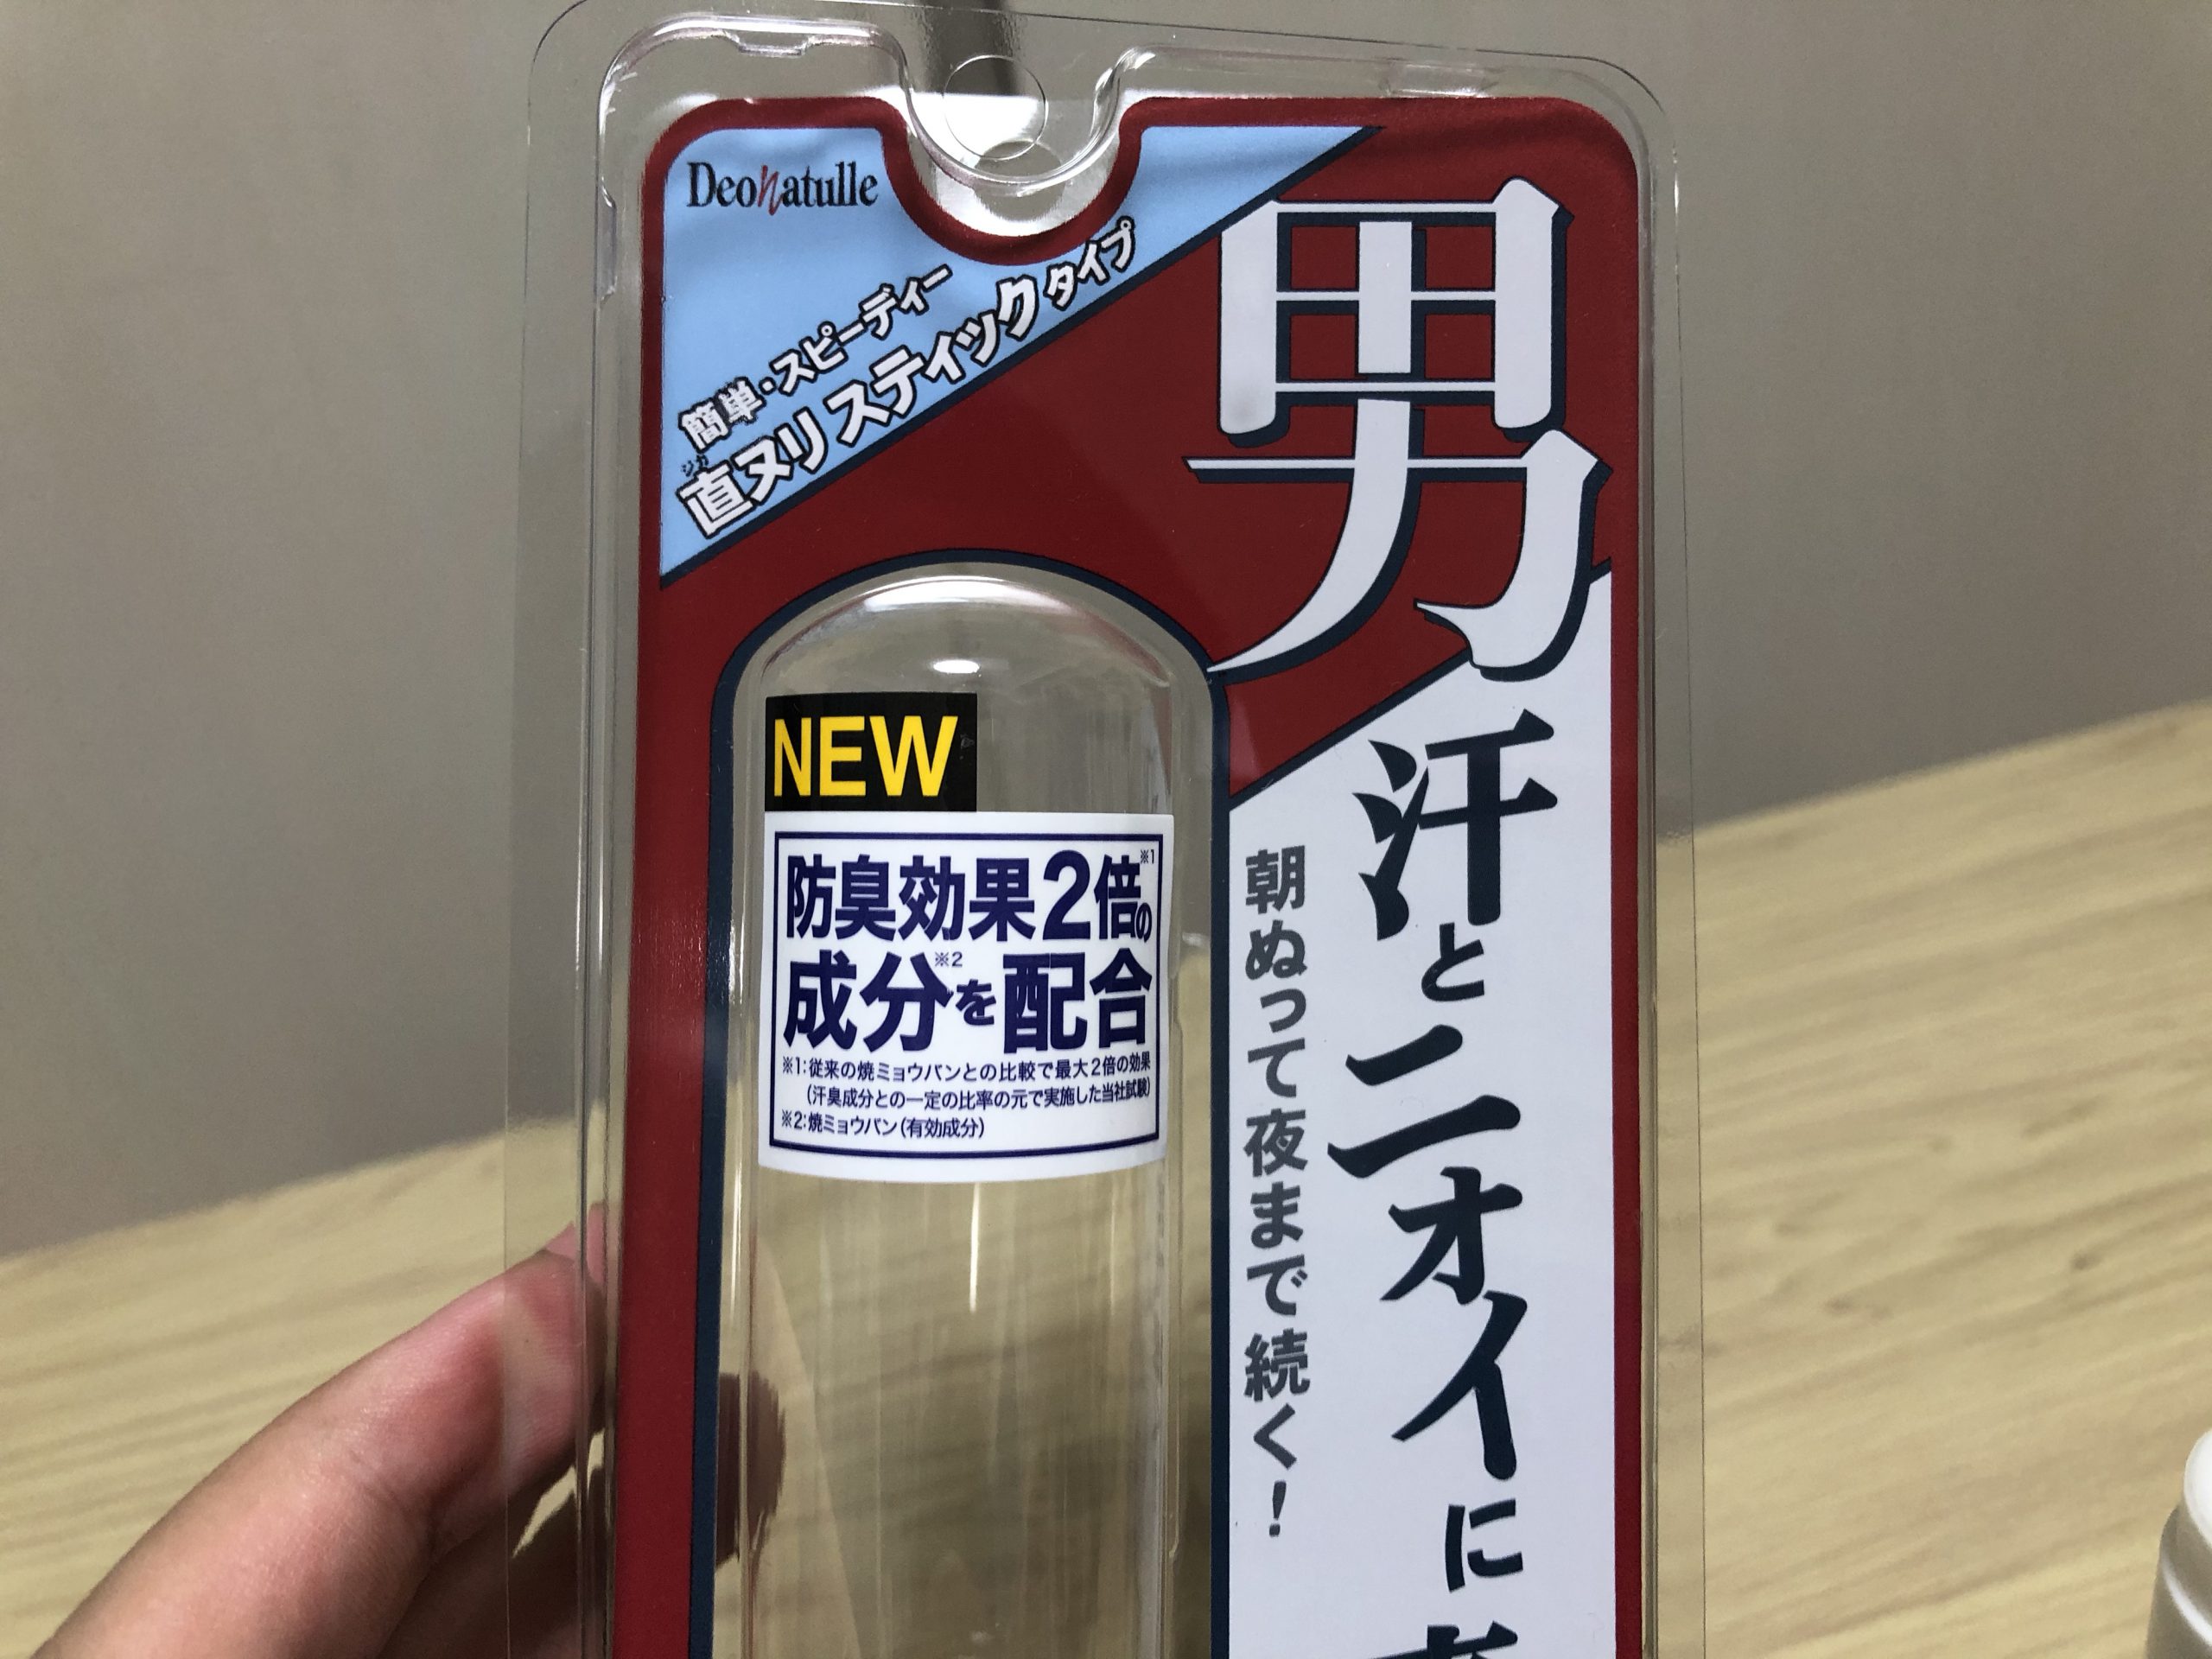 Deonatulle
簡単・スピーディー
ジカ
直ヌリスティックタイプ
男
汗とニオイに
朝ぬって夜まで続く!
NEW
防臭効果2倍の※1
成分※2を配合
※1:従来の焼ミョウバンとの比較で最大2倍の効果
(汗臭成分との一定の比率の元で実施した当社試験)
※2:焼ミョウバン(有効成分)